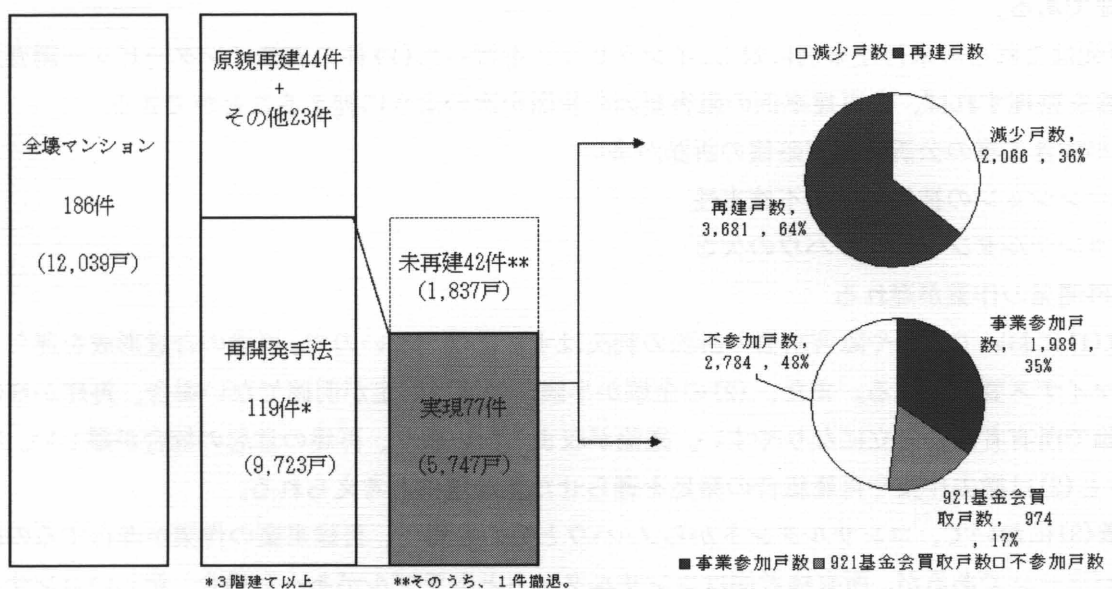 全壊マンション
186件
(12,039戸)
原貌再建44件
+
その他23件
再開発手法
119件*
(9,723戸)
未再建42件**
(1,837戸)
実現77件
(5,747戸)
*３階建て以上
**そのうち、１件撤退。
□減少戸数■再建戸数
減少戸数,
2,066 , 36%
再建戸数,
3,681 , 64%
不参加戸数,
2,784 , 48%
事業参加戸
数, 1,989 ,
35%
921基金会買
取戸数, 974
, 17%
■事業参加戸数■921基金会買取戸数□不参加戸数